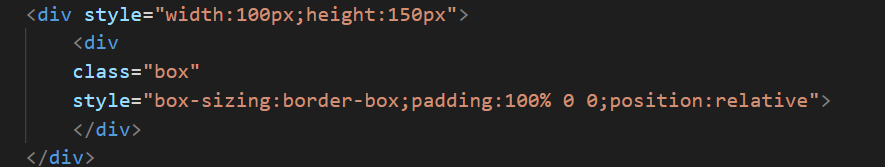 <div style="width:100px;height:150px">
<div
class="box"
style="box-sizing:border-box;padding:100% 0 0;position:relative">
</div>
</div>